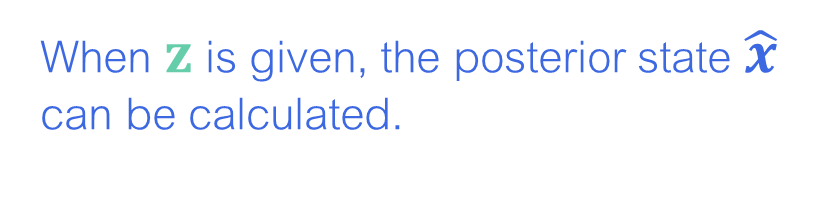 When z is given, the posterior state x̂
can be calculated.